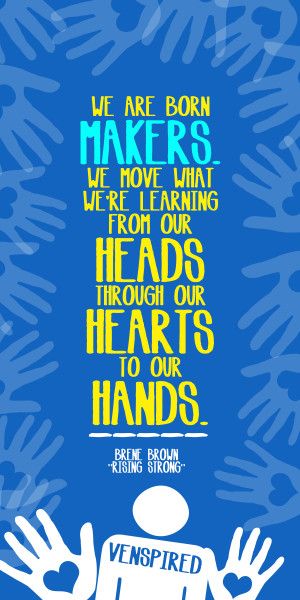 WE ARE BORN
MAKERS.
WE MOVE WHAT
WE'RE LEARNING
FROM OUR
HEADS
THROUGH OUR
HEARTS
TO OUR
HANDS.
BRENE BROWN
"RISING STRONG"
VENSPIRED